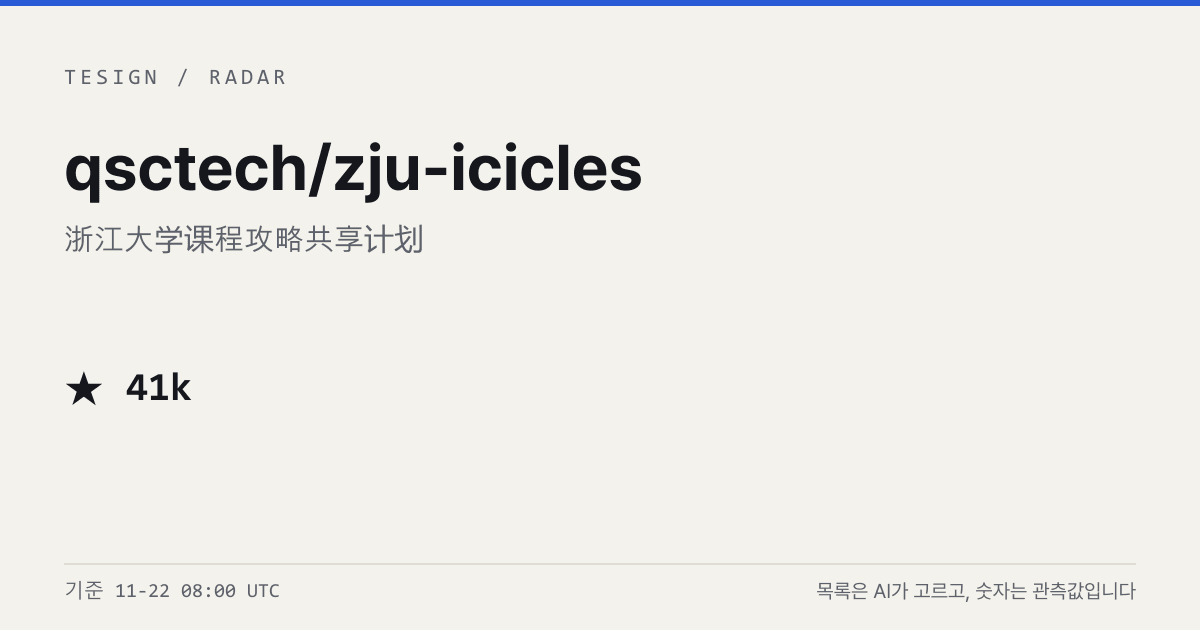 TESIGN / RADAR
qsctech/zju-icicles
浙江大学课程攻略共享计划
★ 41k
기준 11-22 08:00 UTC
목록은 AI가 고르고, 숫자는 관측값입니다